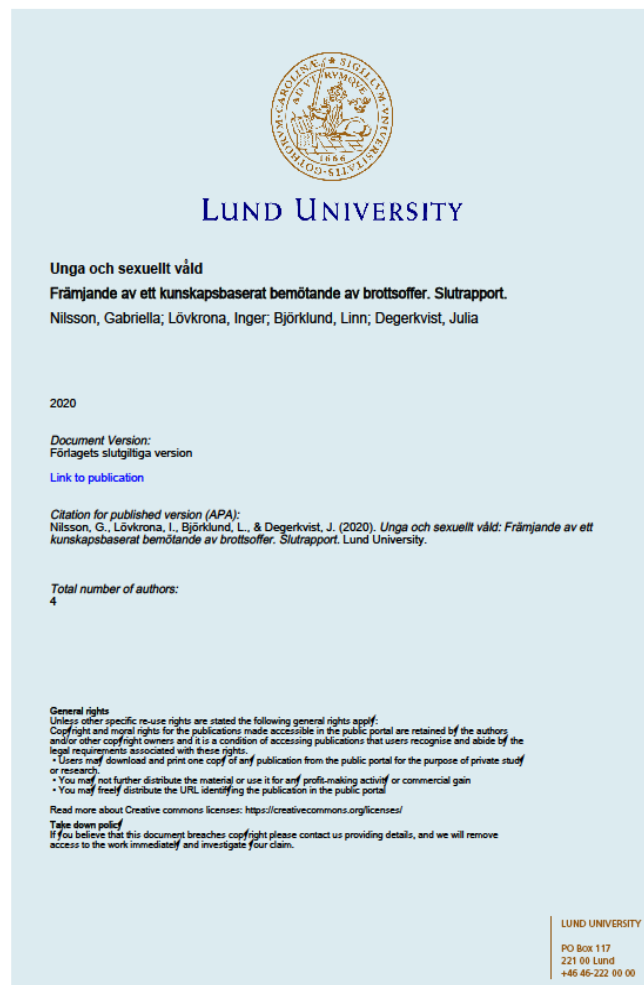 SIGILLVM·VNIVERSITATIS·GOTHORVM·CAROLINÆ
AD VTRVMQVE
1666
LUND UNIVERSITY
Unga och sexuellt våld
Främjande av ett kunskapsbaserat bemötande av brottsoffer. Slutrapport.
Nilsson, Gabriella; Lövkrona, Inger; Björklund, Linn; Degerkvist, Julia
2020
Document Version:
Förlagets slutgiltiga version
Link to publication
Citation for published version (APA):
Nilsson, G., Lövkrona, I., Björklund, L., & Degerkvist, J. (2020). Unga och sexuellt våld: Främjande av ett
kunskapsbaserat bemötande av brottsoffer. Slutrapport. Lund University.
Total number of authors:
4
General rights
Unless other specific re-use rights are stated the following general rights apply:
Copyright and moral rights for the publications made accessible in the public portal are retained by the authors
and/or other copyright owners and it is a condition of accessing publications that users recognise and abide by the
legal requirements associated with these rights.
• Users may download and print one copy of any publication from the public portal for the purpose of private study
or research.
• You may not further distribute the material or use it for any profit-making activity or commercial gain
• You may freely distribute the URL identifying the publication in the public portal
Read more about Creative commons licenses: https://creativecommons.org/licenses/
Take down policy
If you believe that this document breaches copyright please contact us providing details, and we will remove
access to the work immediately and investigate your claim.
LUND UNIVERSITY
PO Box 117
221 00 Lund
+46 46-222 00 00